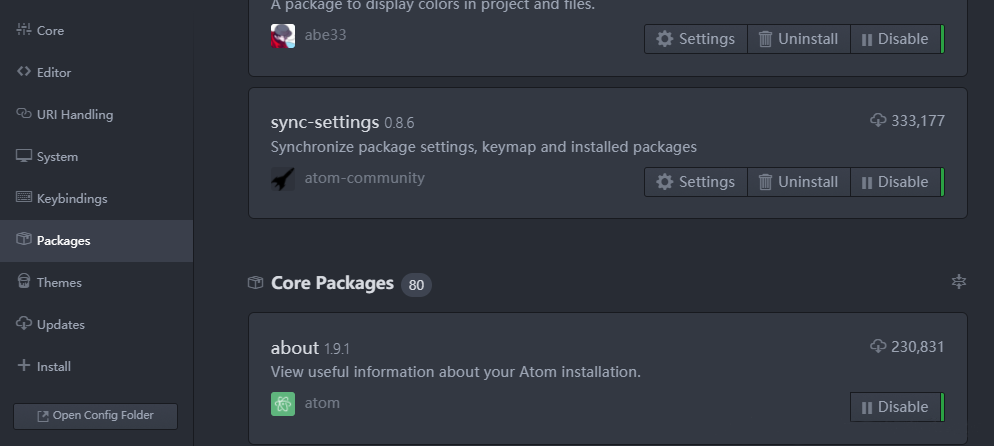 Core
Editor
URI Handling
System
Keybindings
Packages
Themes
Updates
Install
Open Config Folder
A package to display colors in project and files.
abe33
Settings Uninstall Disable
sync-settings 0.8.6 333,177
Synchronize package settings, keymap and installed packages
atom-community
Settings Uninstall Disable
Core Packages 80
about 1.9.1 230,831
View useful information about your Atom installation.
atom
Disable